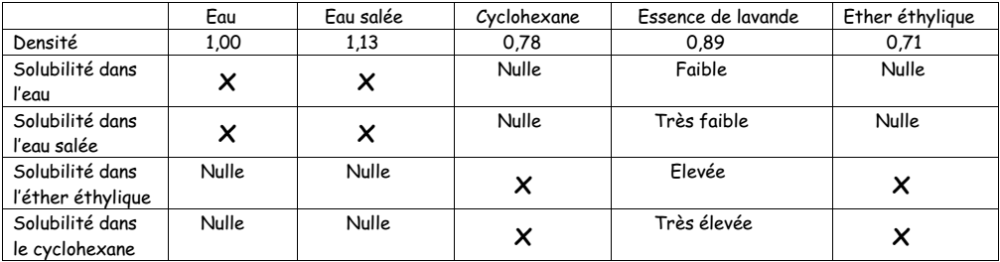 Eau Eau salée Cyclohexane Essence de lavande Ether éthylique
Densité 1,00 1,13 0,78 0,89 0,71
Solubilité dans l'eau X X Nulle Faible Nulle
Solubilité dans l'eau salée X X Nulle Très faible Nulle
Solubilité dans l'éther éthylique Nulle Nulle X Elevée X
Solubilité dans le cyclohexane Nulle Nulle X Très élevée X